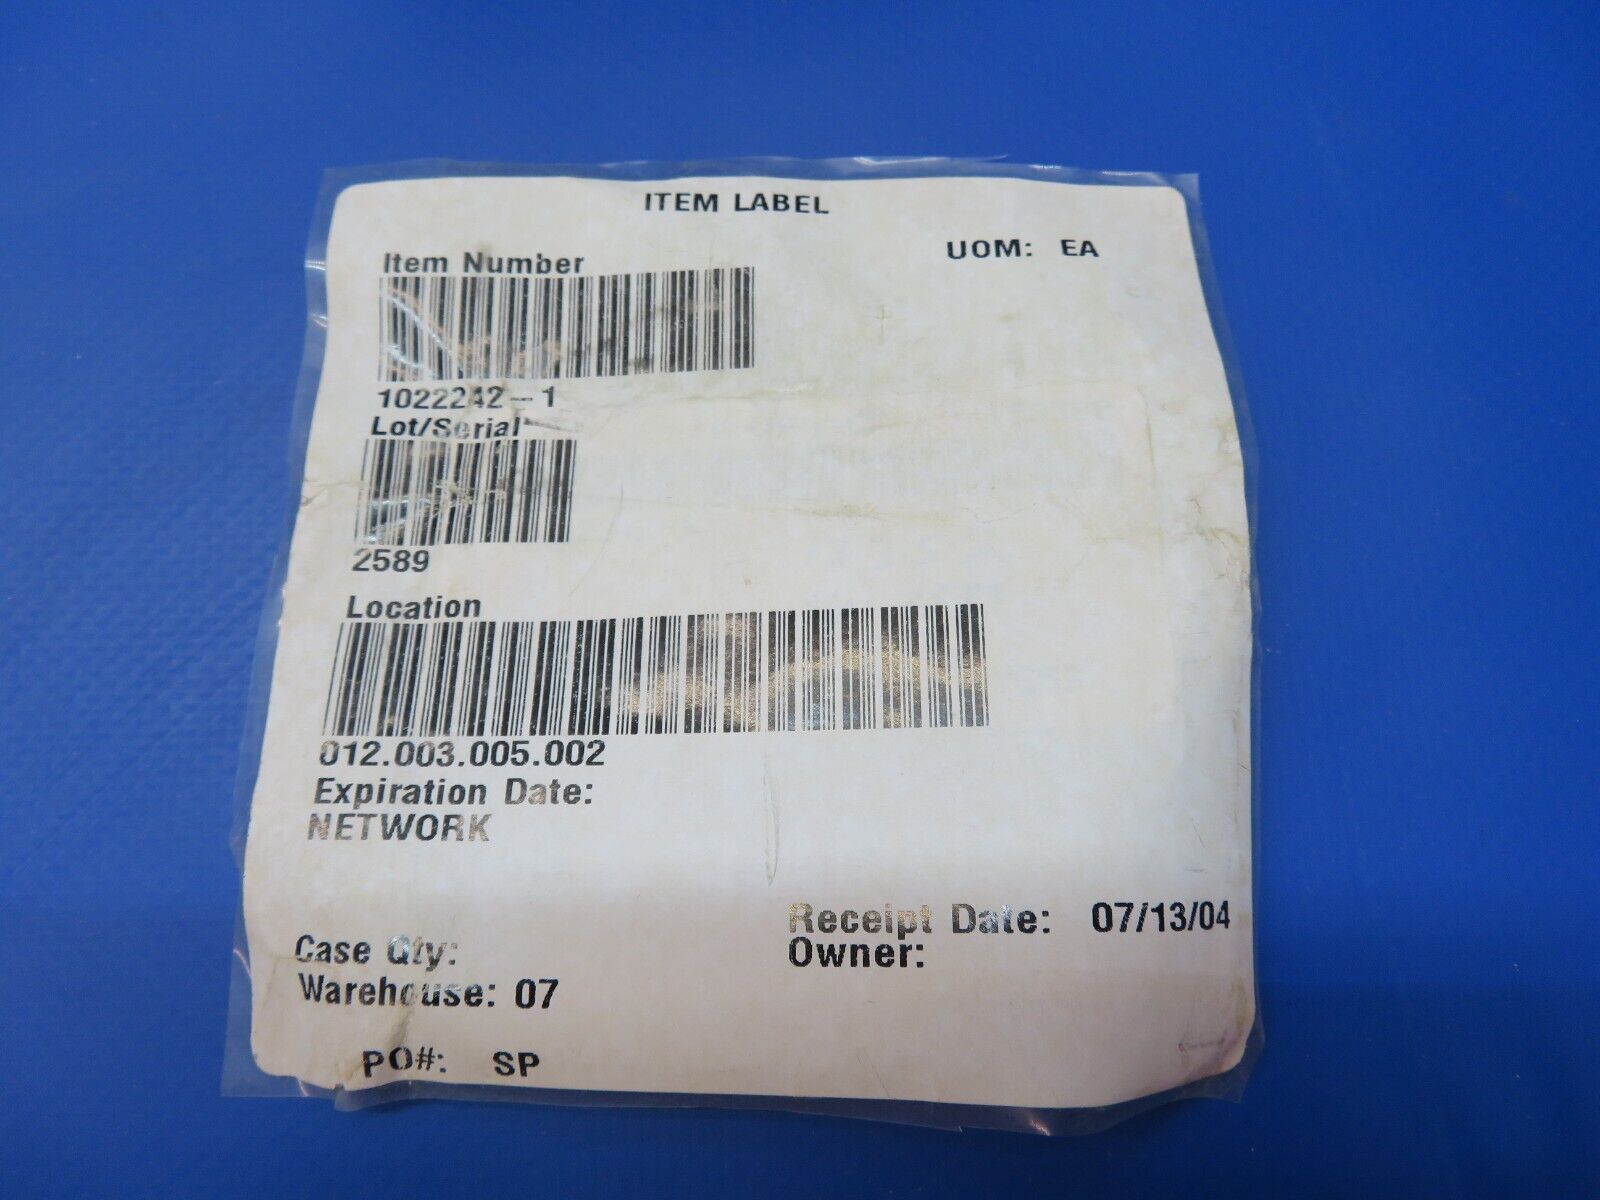 ITEM LABEL
UOM: EA
Item Number
1022242-1
Lot/Serial
2589
Location
012.003.005.002
Expiration Date:
NETWORK
Receipt Date: 07/13/04
Case Qty:
Owner:
Warehouse: 07
PO#: SP